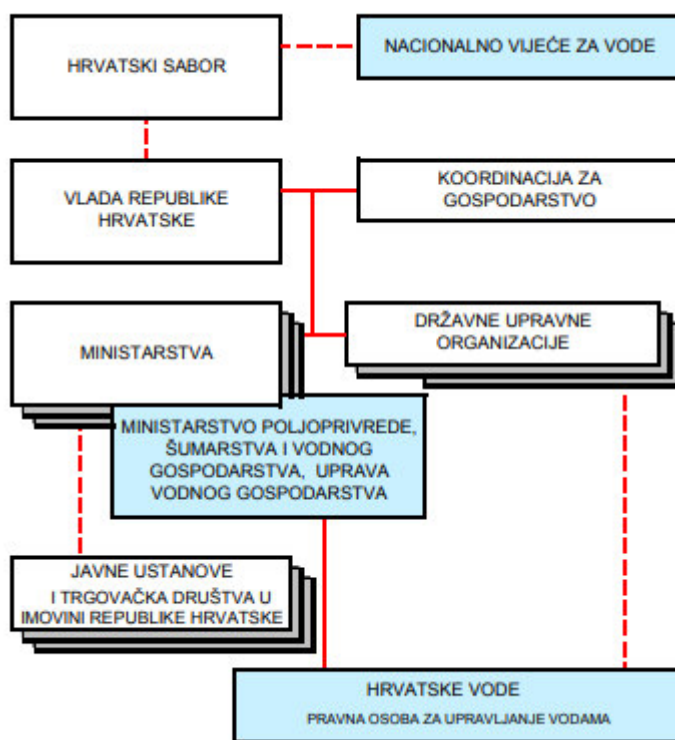 HRVATSKI SABOR
NACIONALNO VIJEĆE ZA VODE
VLADA REPUBLIKE
HRVATSKE
KOORDINACIJA ZA
GOSPODARSTVO
MINISTARSTVA
DRŽAVNE UPRAVNE
ORGANIZACIJE
MINISTARSTVO POLJOPRIVREDE,
ŠUMARSTVA I VODNOG
GOSPODARSTVA, UPRAVA
VODNOG GOSPODARSTVA
JAVNE USTANOVE
I TRGOVAČKA DRUŠTVA U
IMOVINI REPUBLIKE HRVATSKE
HRVATSKE VODE
PRAVNA OSOBA ZA UPRAVLJANJE VODAMA